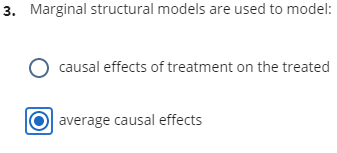 3. Marginal structural models are used to model:
causal effects of treatment on the treated
average causal effects